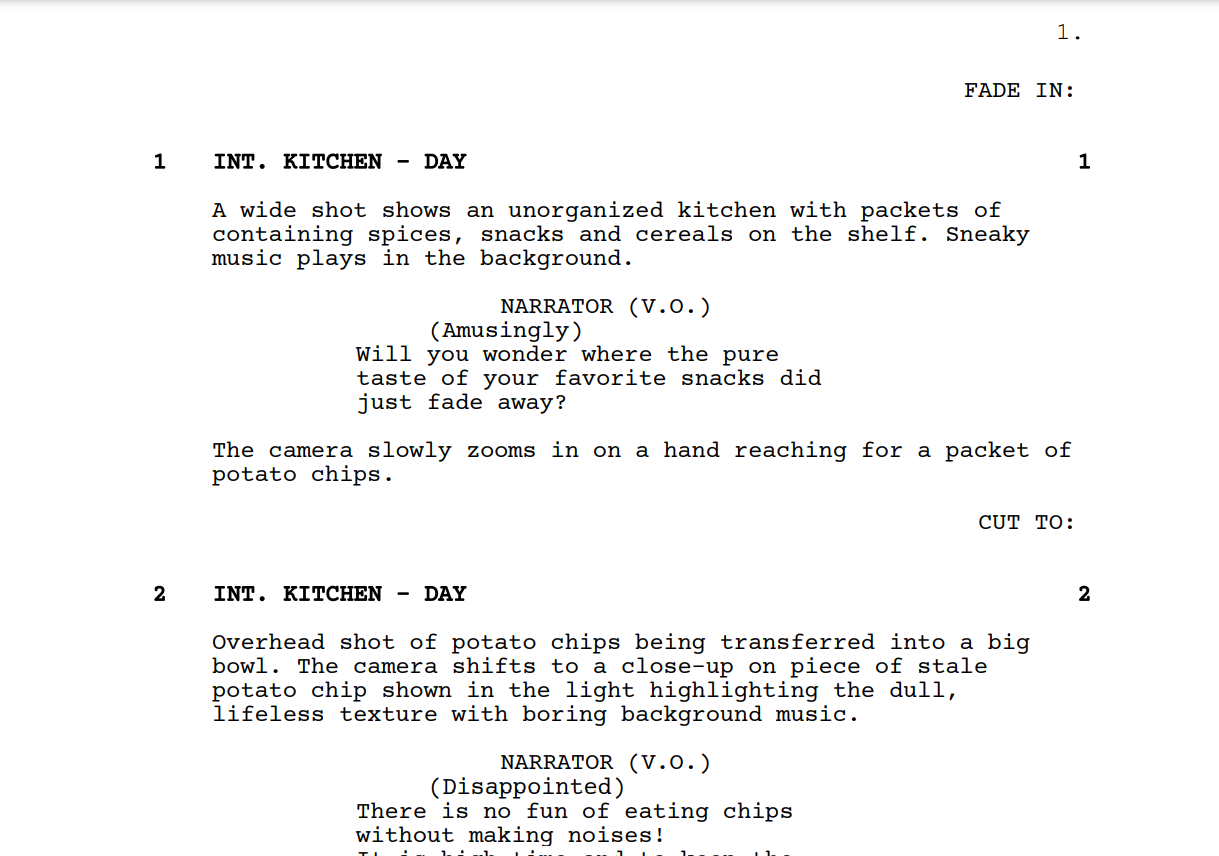 1.
FADE IN:
1 INT. KITCHEN - DAY 1
A wide shot shows an unorganized kitchen with packets of
containing spices, snacks and cereals on the shelf. Sneaky
music plays in the background.
NARRATOR (V.O.)
(Amusingly)
Will you wonder where the pure
taste of your favorite snacks did
just fade away?
The camera slowly zooms in on a hand reaching for a packet of
potato chips.
CUT TO:
2 INT. KITCHEN - DAY 2
Overhead shot of potato chips being transferred into a big
bowl. The camera shifts to a close-up on piece of stale
potato chip shown in the light highlighting the dull,
lifeless texture with boring background music.
NARRATOR (V.O.)
(Disappointed)
There is no fun of eating chips
without making noises!